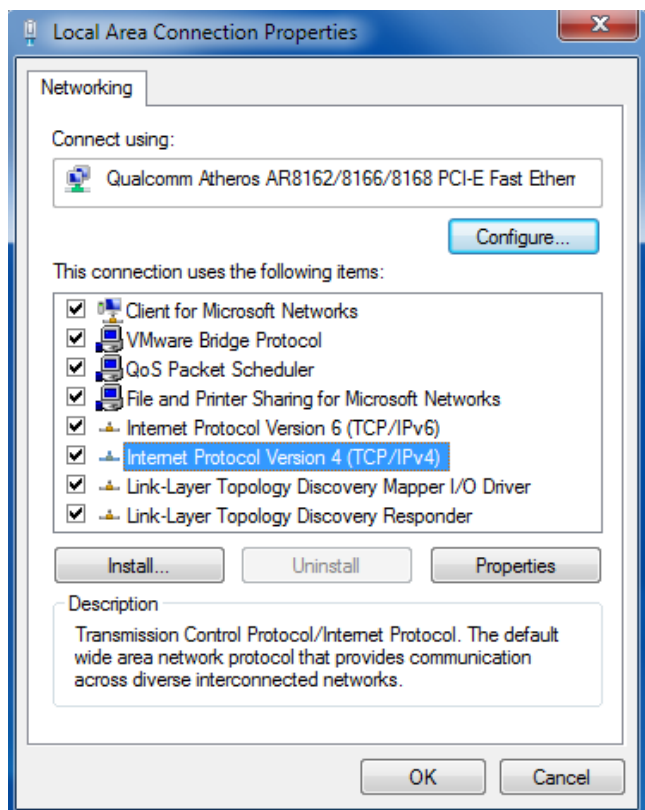 Local Area Connection Properties
Networking
Connect using:
Qualcomm Atheros AR8162/8166/8168 PCI-E Fast Ethern
Configure...
This connection uses the following items:
Client for Microsoft Networks
VMware Bridge Protocol
QoS Packet Scheduler
File and Printer Sharing for Microsoft Networks
Internet Protocol Version 6 (TCP/IPv6)
Internet Protocol Version 4 (TCP/IPv4)
Link-Layer Topology Discovery Mapper I/O Driver
Link-Layer Topology Discovery Responder
Install... Uninstall Properties
Description
Transmission Control Protocol/Internet Protocol. The default
wide area network protocol that provides communication
across diverse interconnected networks.
OK Cancel